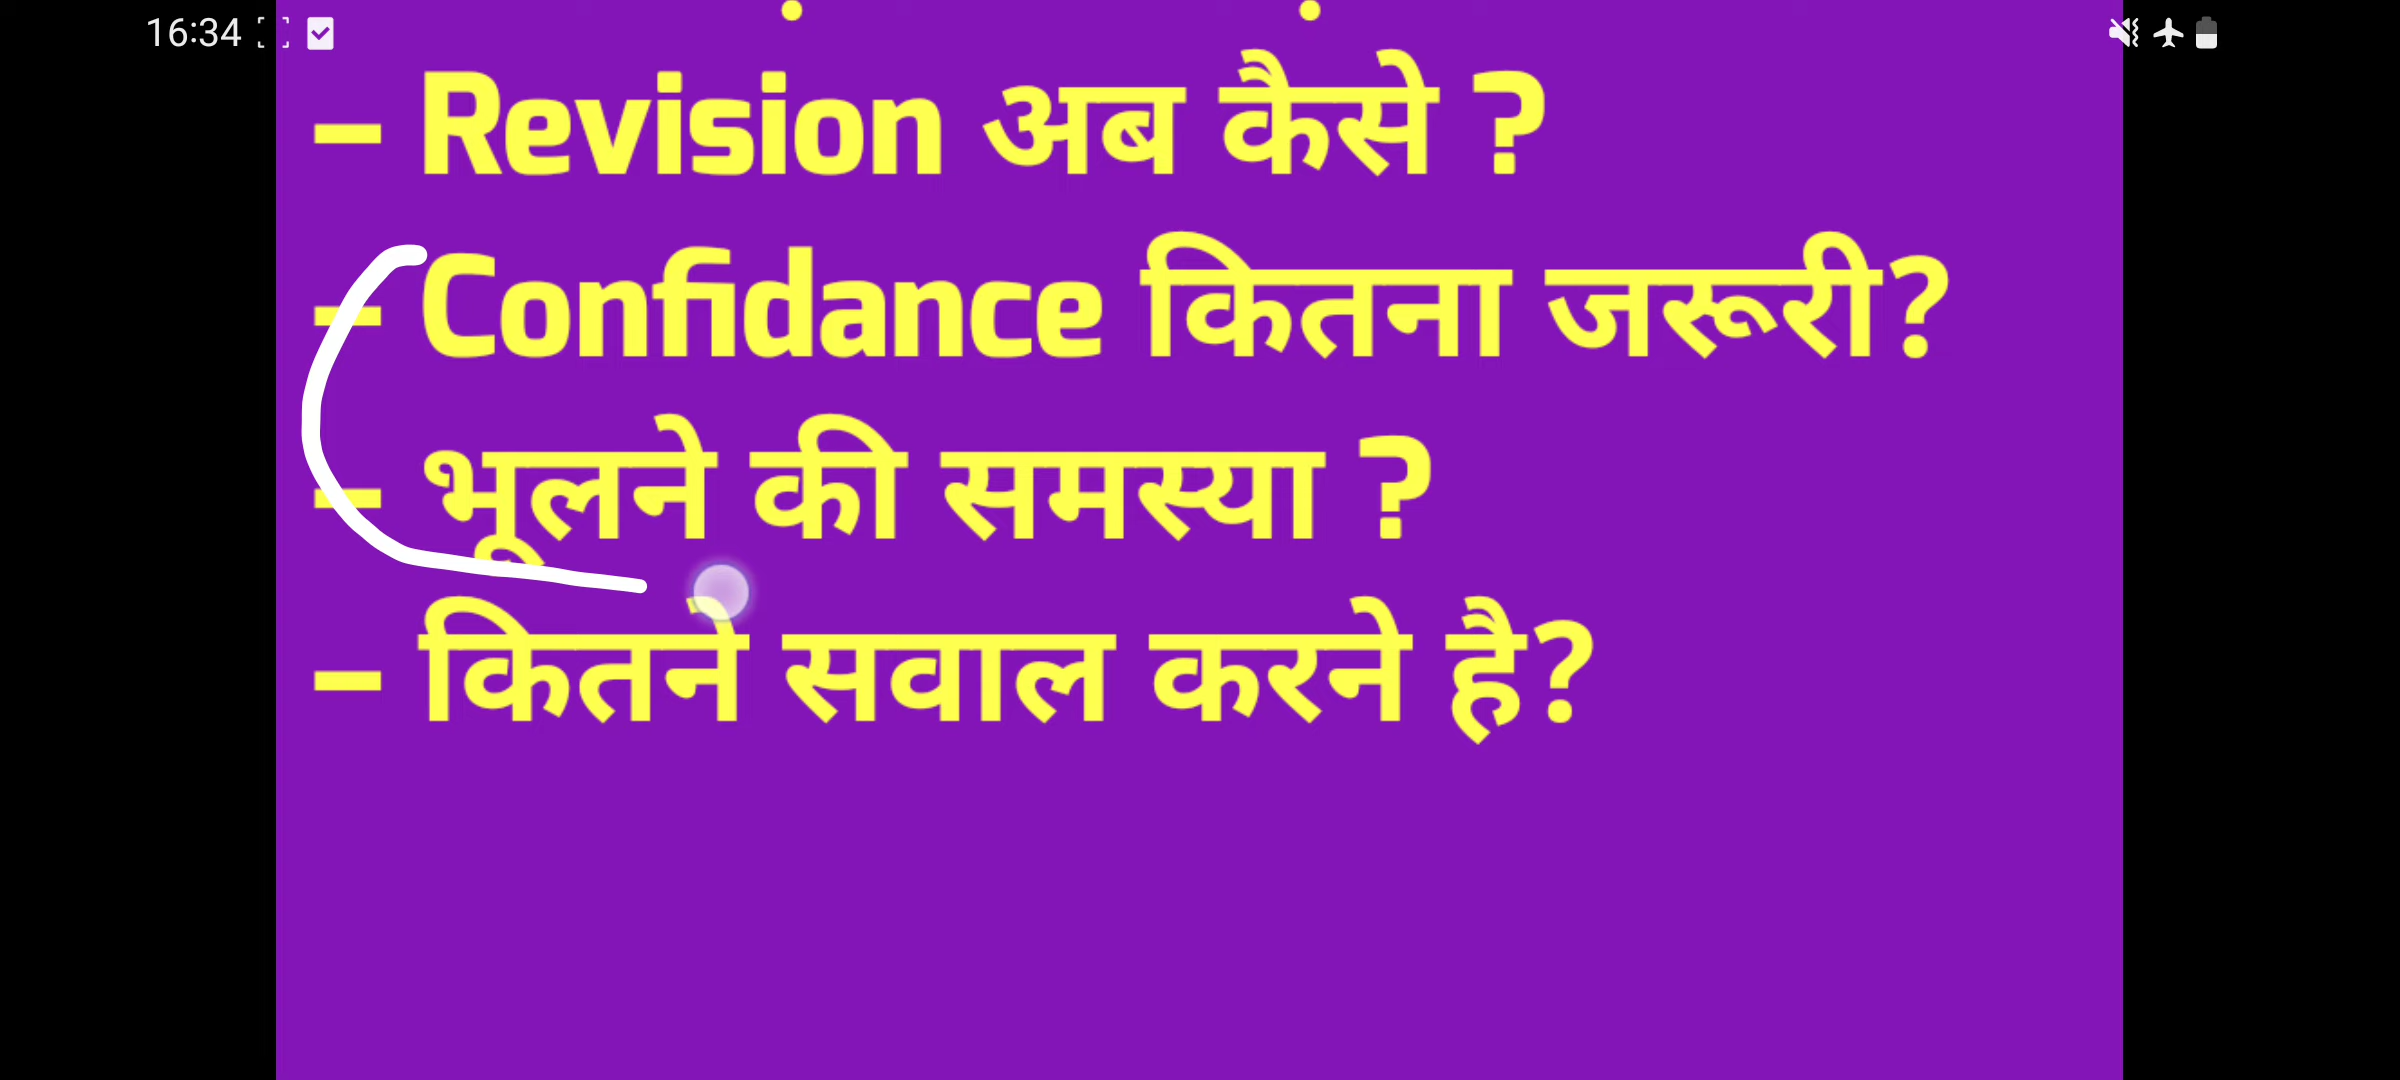 16:34
– Revision अब कैसे ?
– Confidance कितना जरूरी?
– भूलने की समस्या ?
– कितने सवाल करने है?